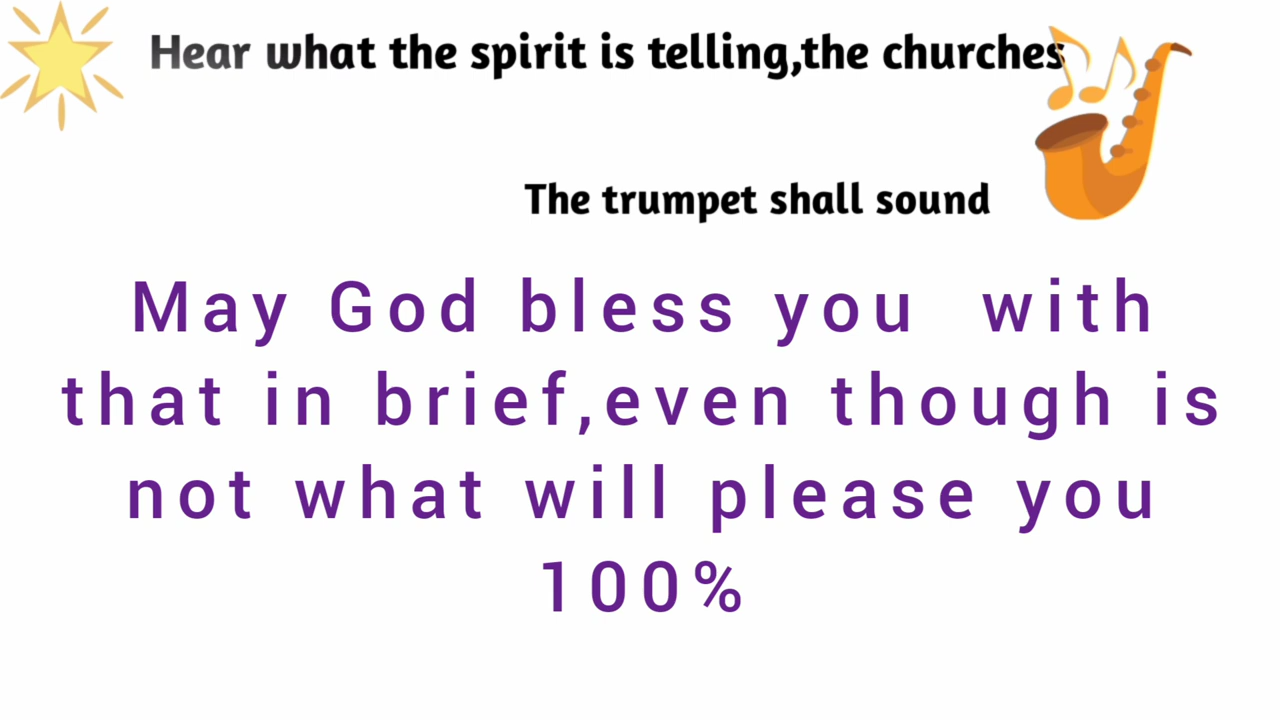 Hear what the spirit is telling,the churches
The trumpet shall sound
May God bless you with
that in brief,even though is
not what will please you
100%